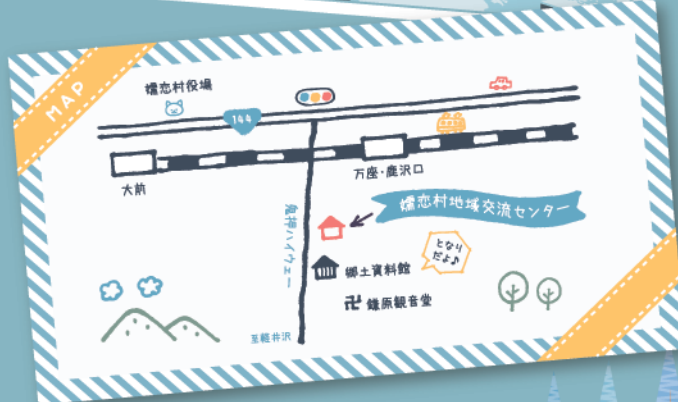 MAP
嬬恋村役場
144
大前
万座・鹿沢口
嬬恋村地域交流センター
鬼押ハイウェー
となり
だよ♪
郷土資料館
卍 鎌原観音堂
至軽井沢